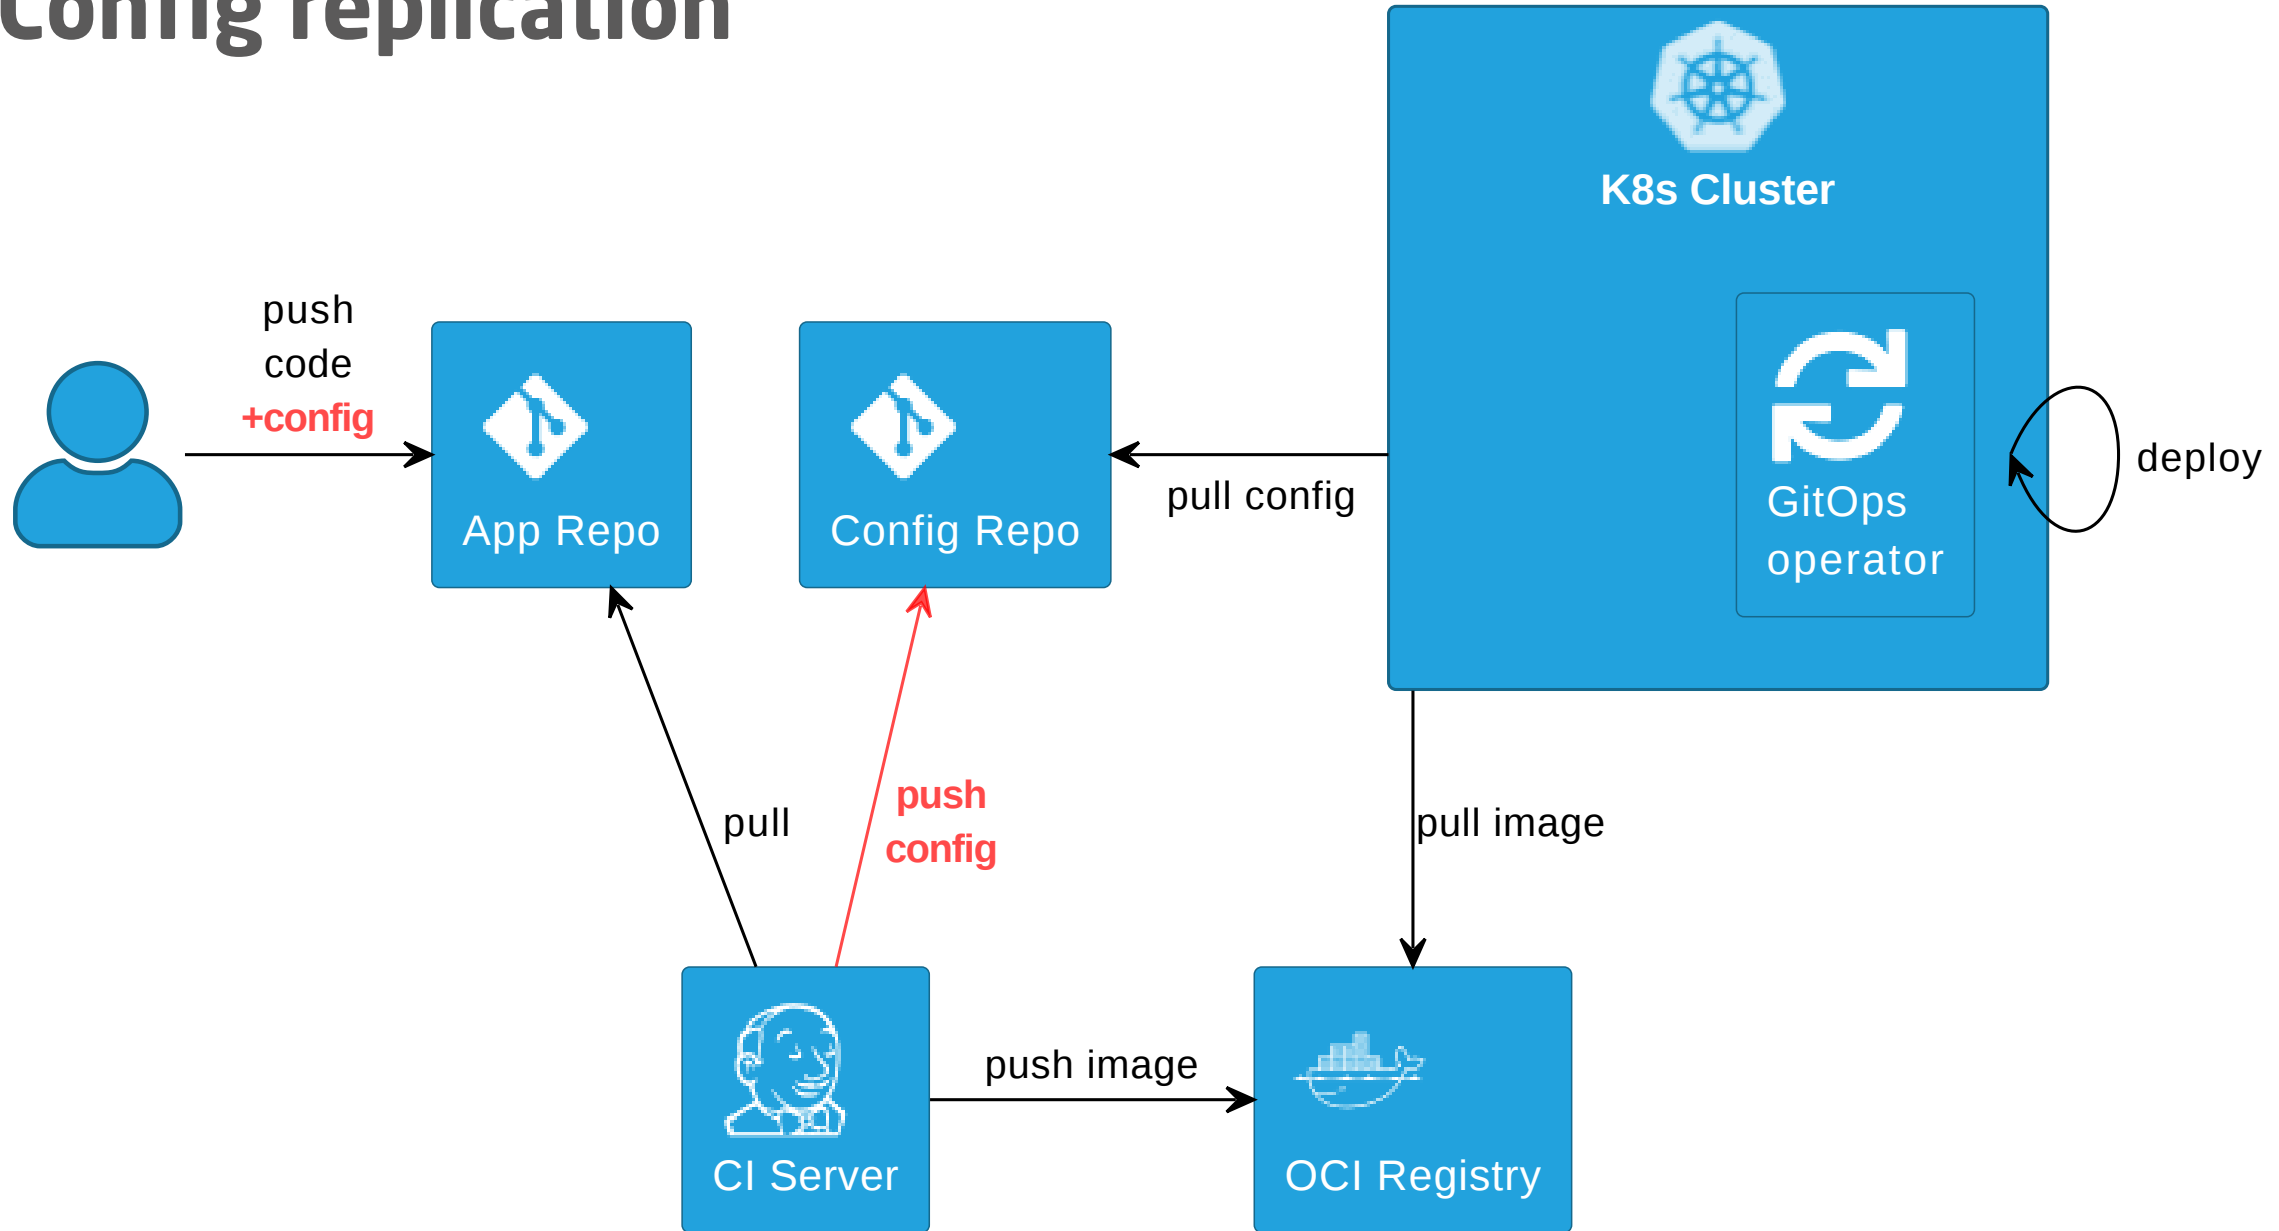 Config replication
K8s Cluster
push
code
+config
App Repo
Config Repo
pull config
GitOps
operator
deploy
pull
push
config
pull image
push image
CI Server
OCI Registry